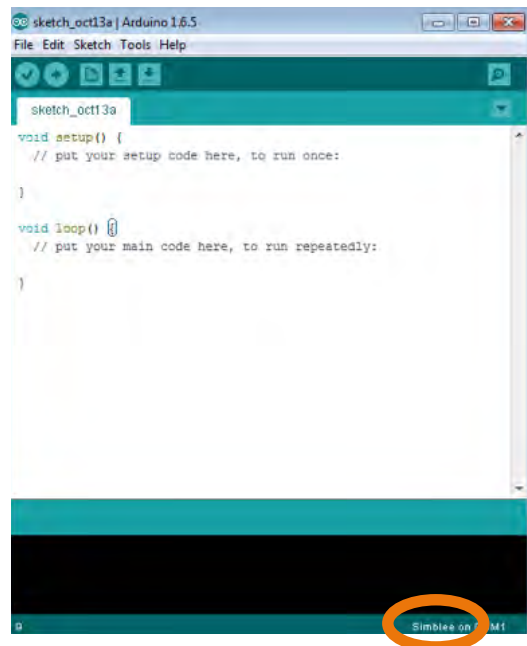 sketch_oct13a | Arduino 1.6.5
File Edit Sketch Tools Help
sketch_oct13a
void setup() {
// put your setup code here, to run once:
}
void loop() {
// put your main code here, to run repeatedly:
}
9
Simblee on COM1